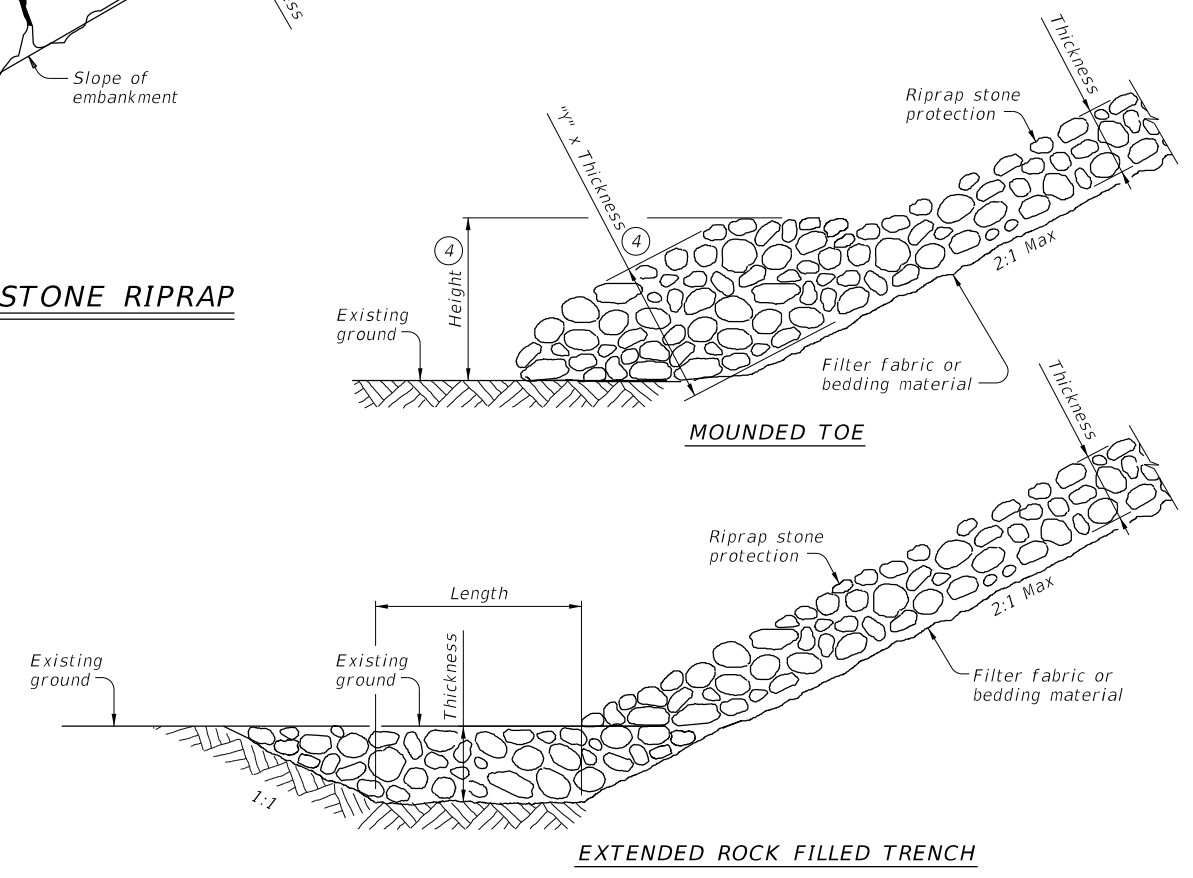 Slope of
embankment
STONE RIPRAP
Thickness
Riprap stone
protection
"Y" x Thickness
4
4
Height
Existing
ground
2:1 Max
Filter fabric or
bedding material
MOUNDED TOE
Thickness
Riprap stone
protection
Length
Existing
ground
Existing
ground
Thickness
2:1 Max
Filter fabric or
bedding material
1:1
EXTENDED ROCK FILLED TRENCH